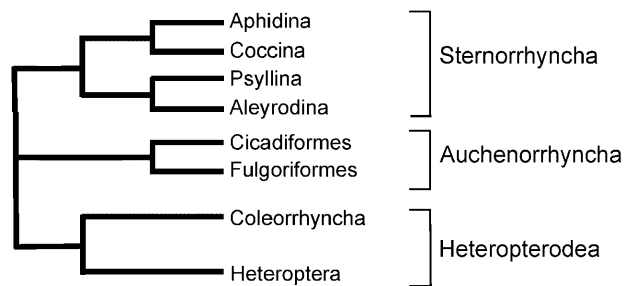 Aphidina
Coccina
Psyllina
Aleyrodina
Sternorrhyncha
Cicadiformes
Fulgoriformes
Auchenorrhyncha
Coleorrhyncha
Heteroptera
Heteropterodea